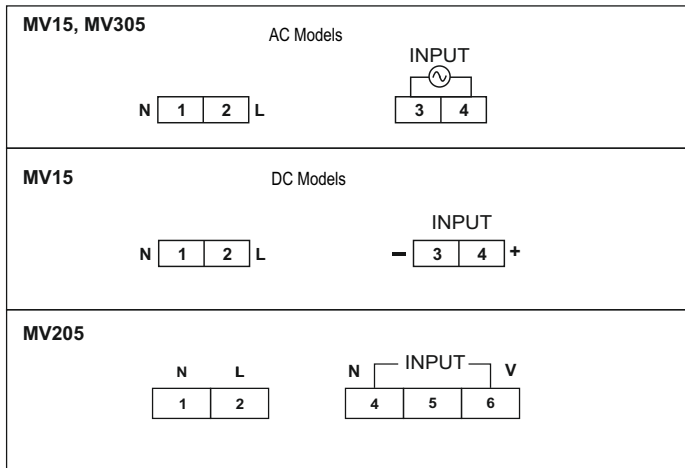 MV15, MV305
AC Models
INPUT
N 1 2 L
3 4
MV15
DC Models
INPUT
N 1 2 L
− 3 4 +
MV205
N L
N INPUT V
1 2
4 5 6